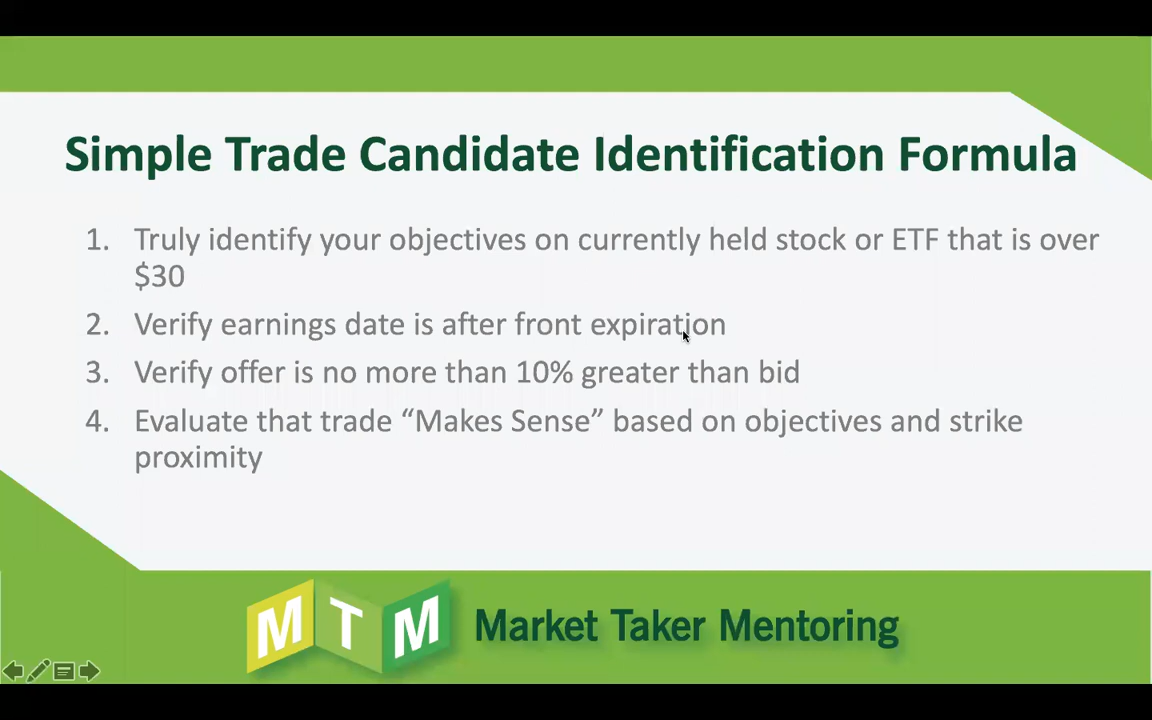 Simple Trade Candidate Identification Formula
1. Truly identify your objectives on currently held stock or ETF that is over
$30
2. Verify earnings date is after front expiration
3. Verify offer is no more than 10% greater than bid
4. Evaluate that trade “Makes Sense” based on objectives and strike
proximity
MTM Market Taker Mentoring